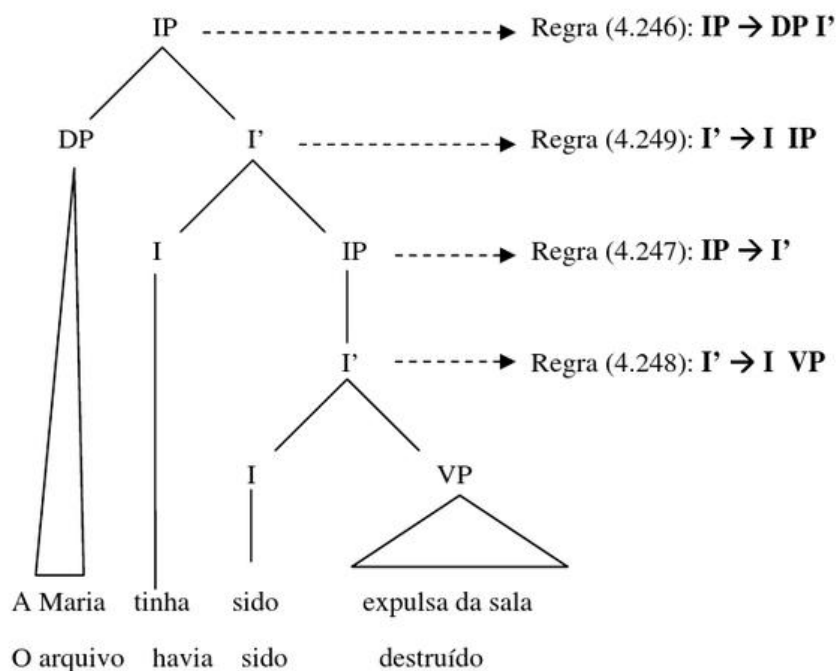 IP Regra (4.246): IP → DP I’
DP I’ Regra (4.249): I’ → I IP
I IP Regra (4.247): IP → I’
I’ Regra (4.248): I’ → I VP
I VP
A Maria tinha sido expulsa da sala
O arquivo havia sido destruído